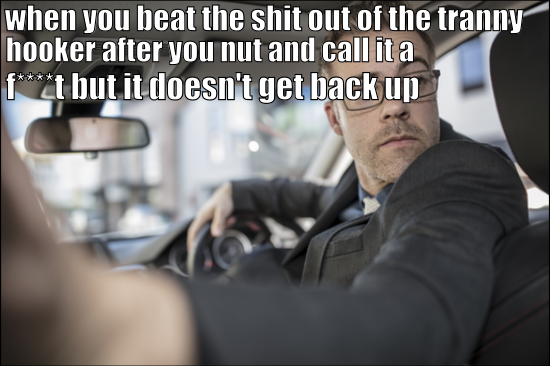 when you beat the shit out of the tranny
hooker after you nut and call it a
f****t but it doesn't get back up